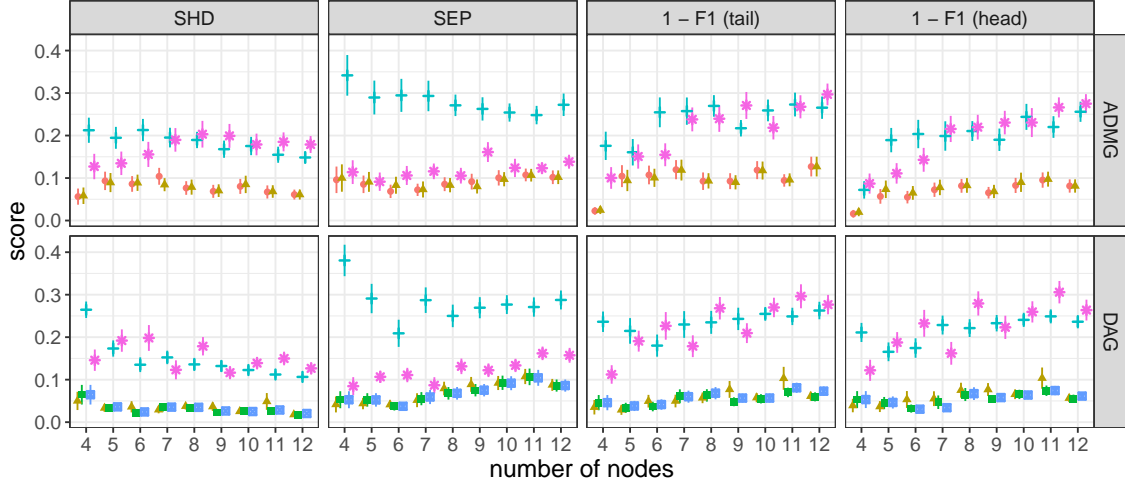 SHD SEP 1 − F1 (tail) 1 − F1 (head)
0.4
0.3
0.2
0.1
0.0
ADMG
score
0.4
0.3
0.2
0.1
0.0
DAG
4 5 6 7 8 9 10 11 12 4 5 6 7 8 9 10 11 12 4 5 6 7 8 9 10 11 12 4 5 6 7 8 9 10 11 12
number of nodes